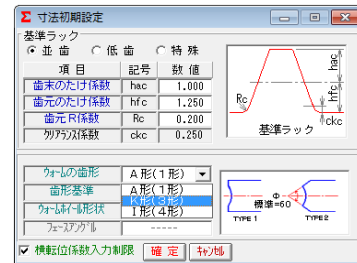 Σ 寸法初期設定
基準ラック
並歯 低歯 特殊
項目 記号 数値
歯末のたけ係数 hac 1.000
歯元のたけ係数 hfc 1.250
歯元R係数 Rc 0.200
クリアランス係数 ckc 0.250
hac
Rc
hfc
ckc
基準ラック
ウォームの歯形 A形(1形)
歯形基準 A形(1形)
K形(3形)
ウォームホイール形状 I形(4形)
フェースアングル -----
Φ
標準=60
TYPE1 TYPE2
横転位係数入力制限 確定 キャンセル